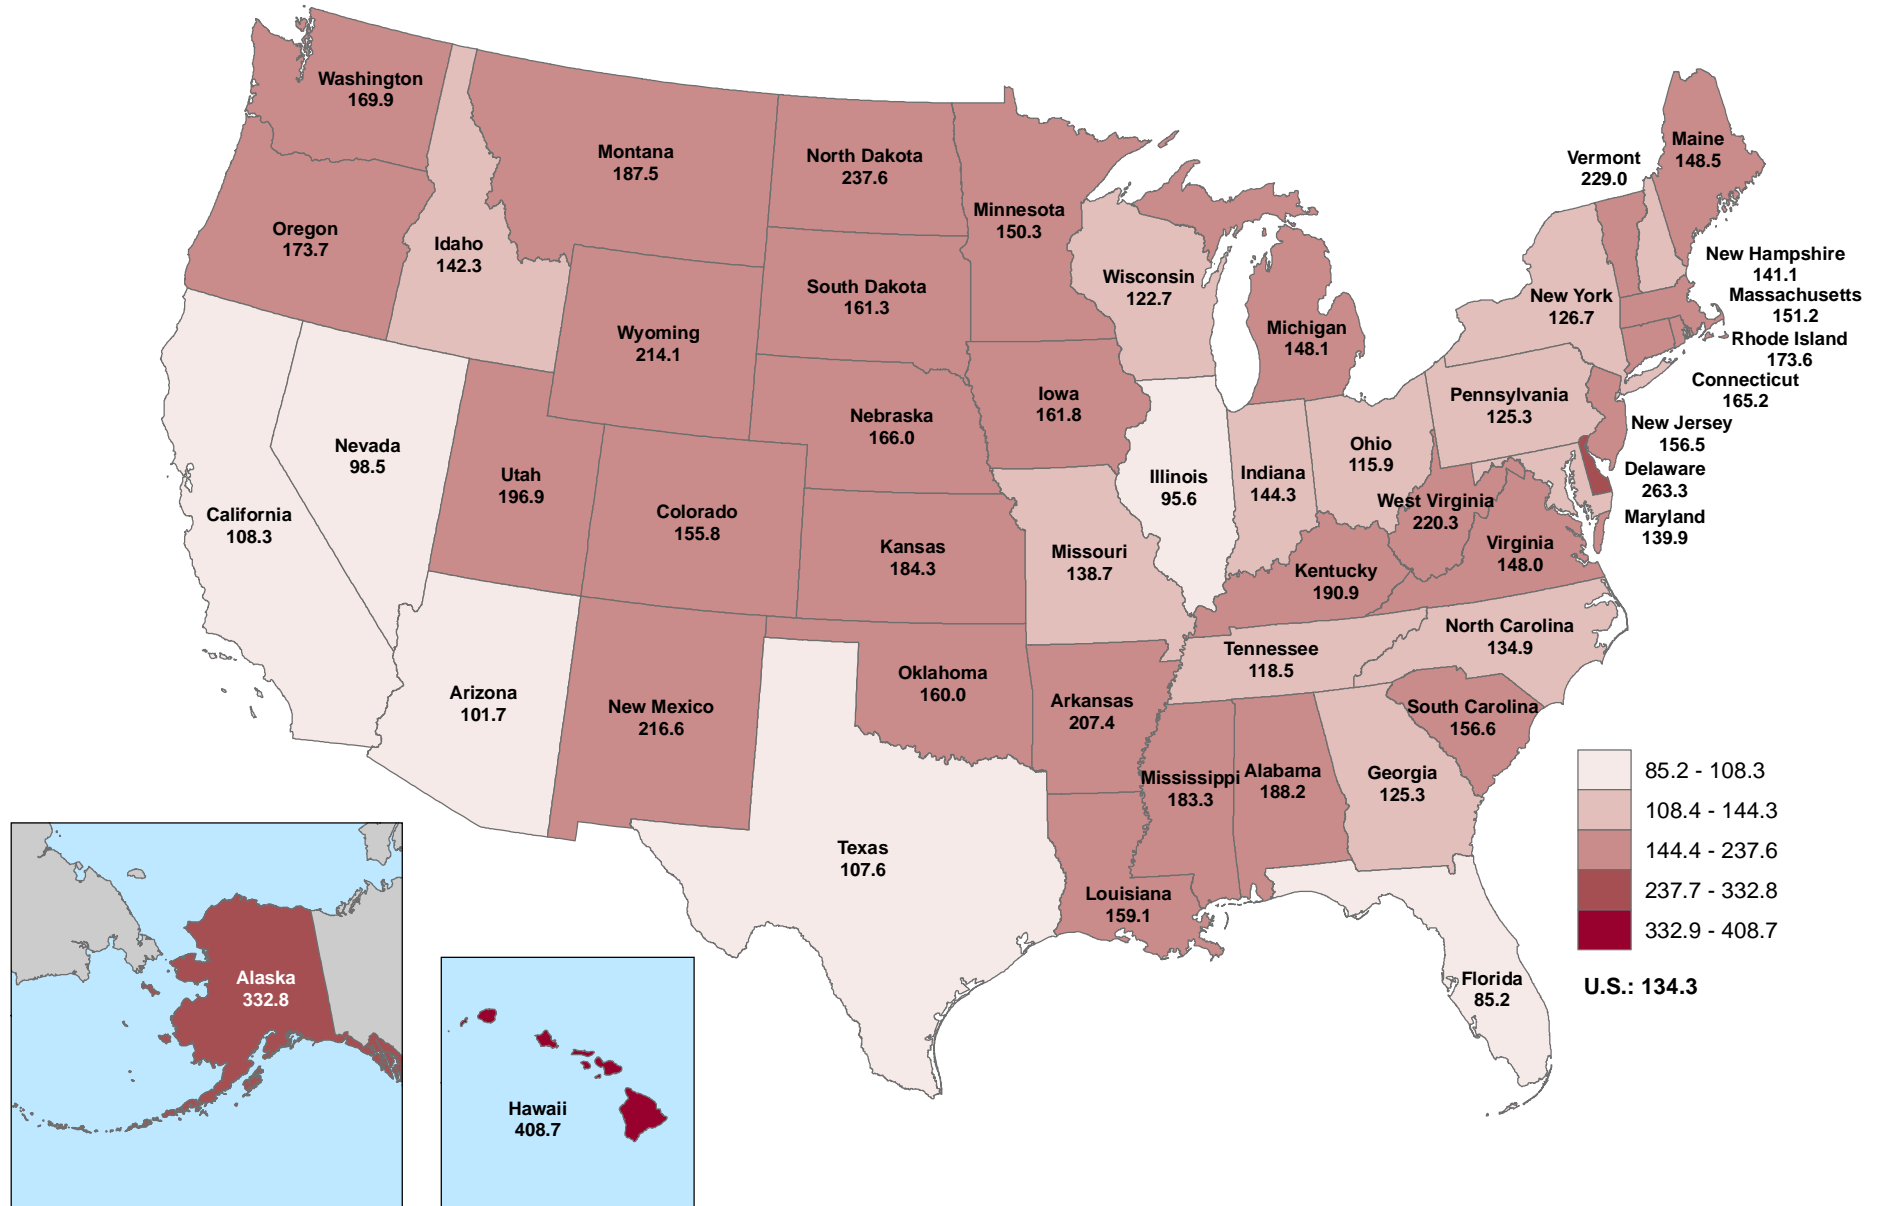 Washington
169.9
Montana
187.5
North Dakota
237.6
Minnesota
150.3
Vermont
229.0
Maine
148.5
Oregon
173.7
Idaho
142.3
Wyoming
214.1
South Dakota
161.3
Wisconsin
122.7
Michigan
148.1
New York
126.7
New Hampshire
141.1
Massachusetts
151.2
Rhode Island
173.6
Connecticut
165.2
New Jersey
156.5
Delaware
263.3
Maryland
139.9
Pennsylvania
125.3
Iowa
161.8
Nebraska
166.0
Nevada
98.5
Utah
196.9
California
108.3
Colorado
155.8
Kansas
184.3
Missouri
138.7
Illinois
95.6
Indiana
144.3
Ohio
115.9
West Virginia
220.3
Virginia
148.0
Kentucky
190.9
North Carolina
134.9
Tennessee
118.5
South Carolina
156.6
Arizona
101.7
New Mexico
216.6
Oklahoma
160.0
Arkansas
207.4
Mississippi
183.3
Alabama
188.2
Georgia
125.3
Texas
107.6
Louisiana
159.1
Florida
85.2
Alaska
332.8
Hawaii
408.7
85.2 - 108.3
108.4 - 144.3
144.4 - 237.6
237.7 - 332.8
332.9 - 408.7
U.S.: 134.3